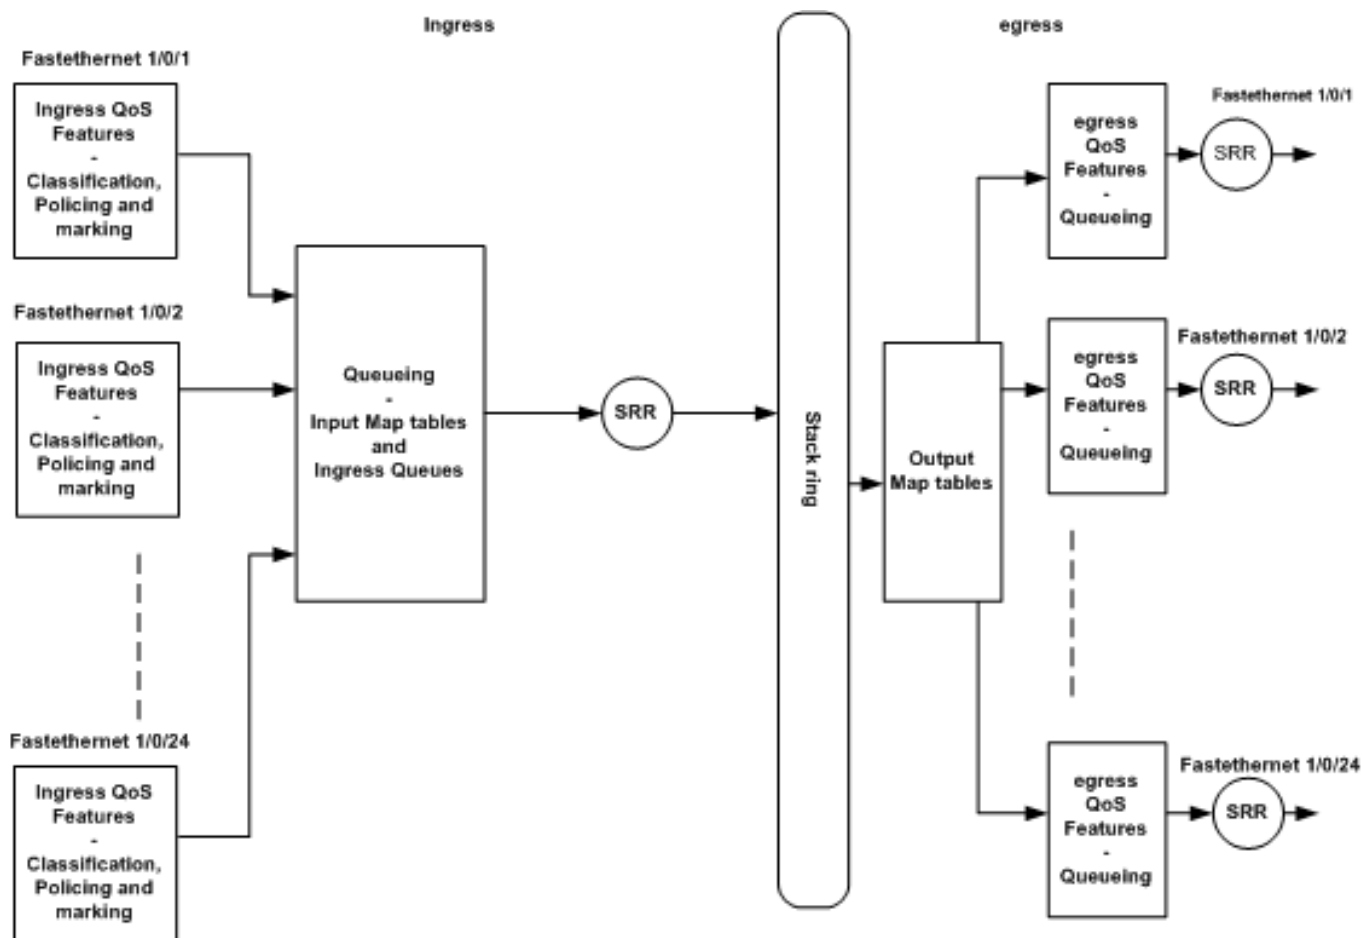 Ingress
egress
Fastethernet 1/0/1
Ingress QoS
Features
-
Classification,
Policing and
marking
Fastethernet 1/0/2
Ingress QoS
Features
-
Classification,
Policing and
marking
Fastethernet 1/0/24
Ingress QoS
Features
-
Classification,
Policing and
marking
Queueing
-
Input Map tables
and
Ingress Queues
SRR
Stack ring
Output
Map tables
egress
QoS
Features
-
Queueing
Fastethernet 1/0/1
SRR
egress
QoS
Features
-
Queueing
Fastethernet 1/0/2
SRR
egress
QoS
Features
-
Queueing
Fastethernet 1/0/24
SRR